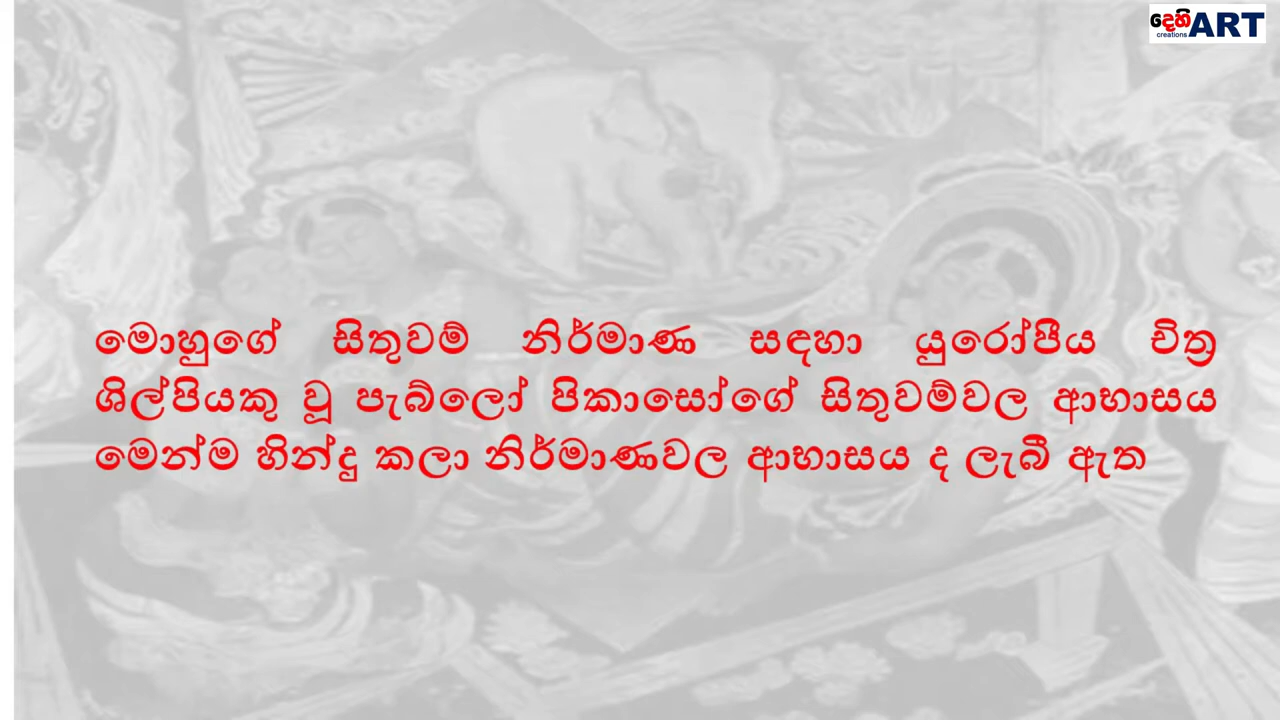 දෙහිART
creations
මොහුගේ සිතුවම් නිර්මාණ සඳහා යුරෝපීය චිත්‍ර
ශිල්පියකු වූ පැබ්ලෝ පිකාසෝගේ සිතුවම්වල ආභාසය
මෙන්ම හින්දු කලා නිර්මාණවල ආභාසය ද ලැබී ඇත